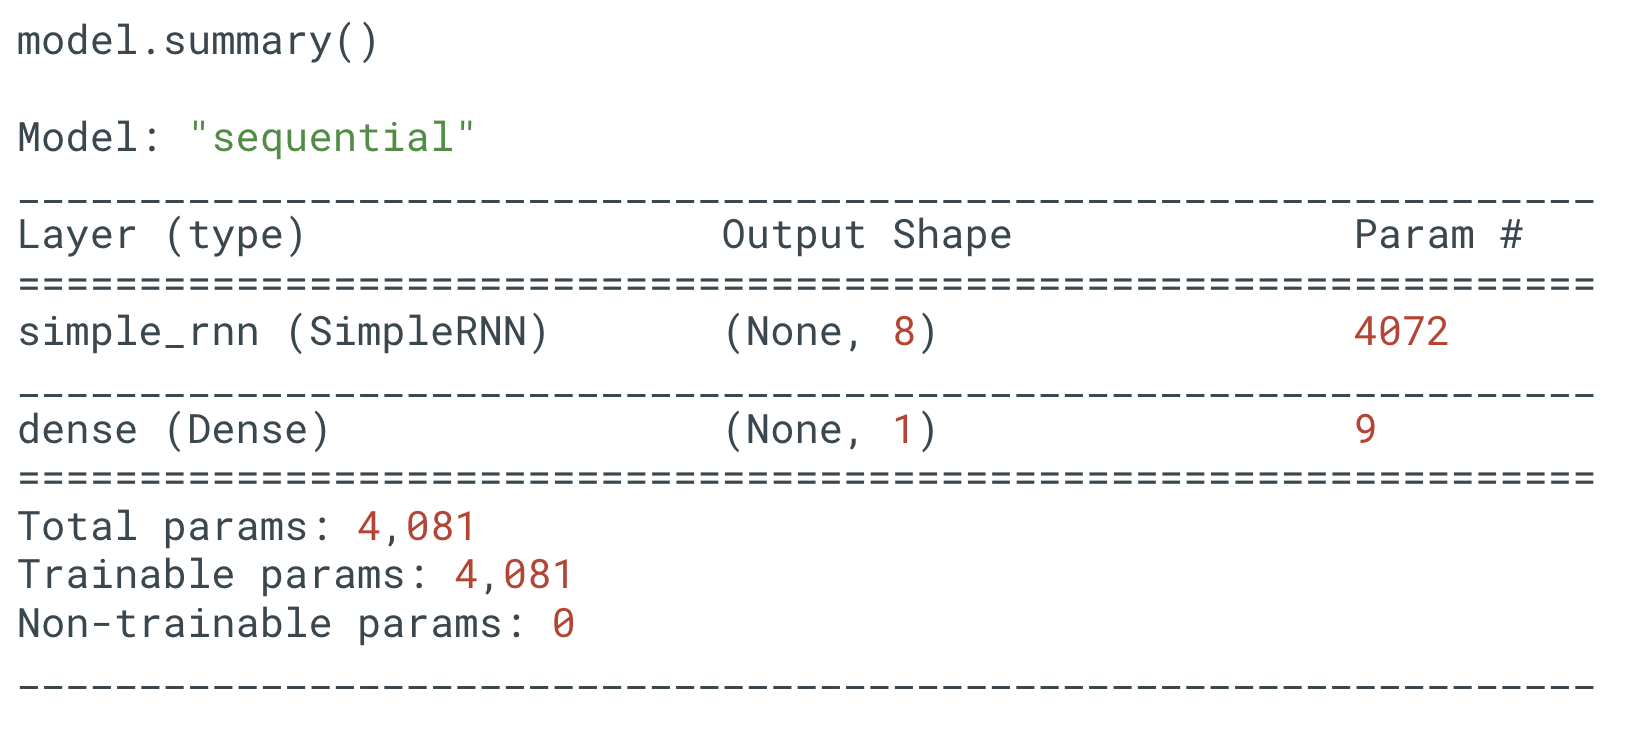 model.summary()
Model: "sequential"
_________________________________________________________________
Layer (type)                 Output Shape              Param #
=================================================================
simple_rnn (SimpleRNN)       (None, 8)                 4072
_________________________________________________________________
dense (Dense)                (None, 1)                 9
=================================================================
Total params: 4,081
Trainable params: 4,081
Non-trainable params: 0
_________________________________________________________________